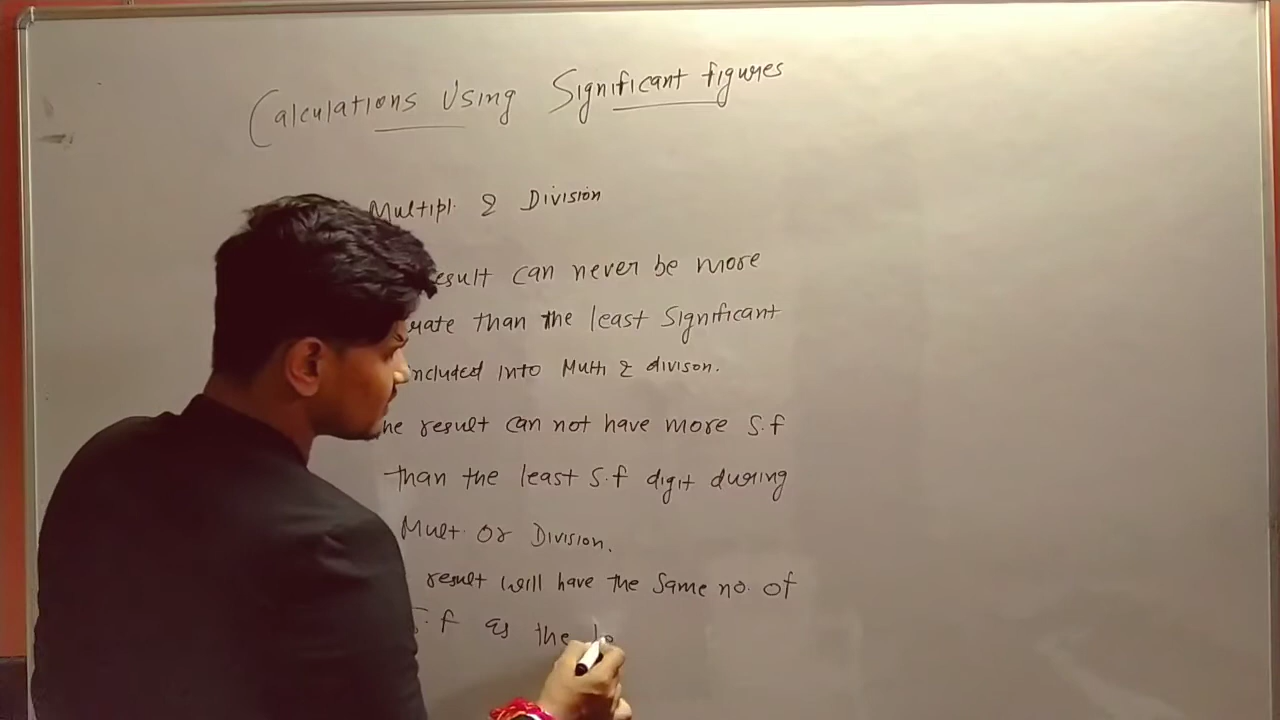 Calculations Using Significant figures
Multipl. & Division
esult can never be more
rate than the least Significant
included into Multi & divison.
he result can not have more S.f
than the least S.f digit during
Mult. Or Division.
result will have the Same no. of
S.f as the